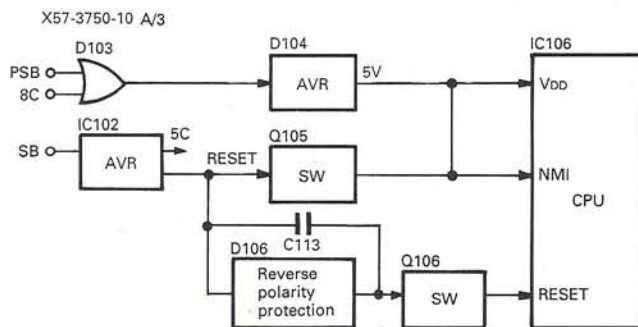 X57-3750-10 A/3
D103
PSB
8C
D104
AVR
5V
IC106
VDD
IC102
SB
AVR
5C
RESET
Q105
SW
NMI
CPU
C113
D106
Reverse
polarity
protection
Q106
SW
RESET